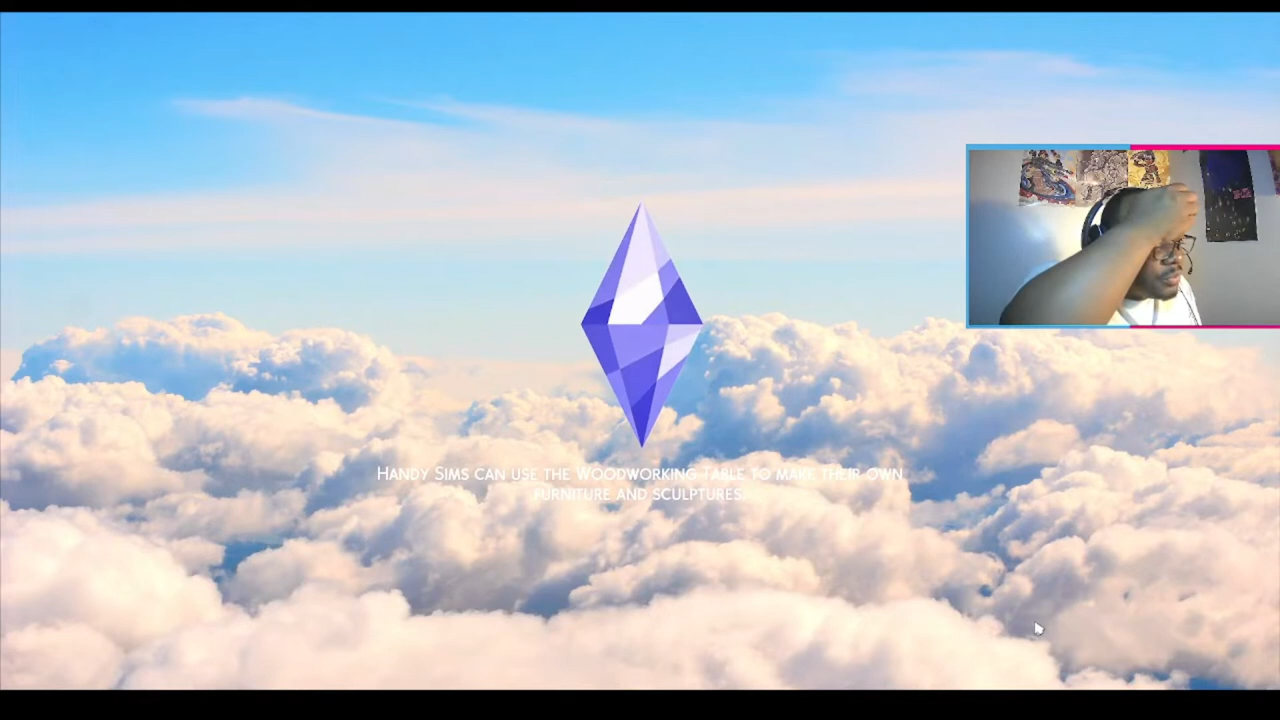 Handy Sims can use the Woodworking Table to make their own
furniture and sculptures.